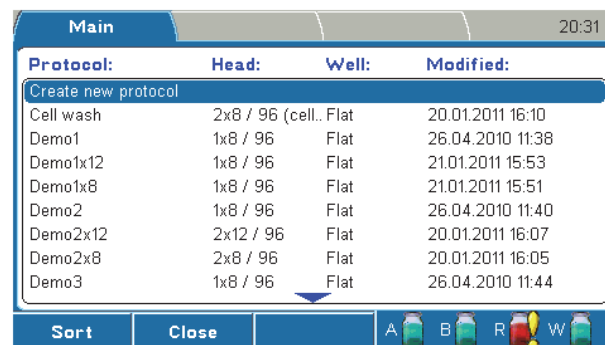 Main 20:31
Protocol: Head: Well: Modified:
Create new protocol
Cell wash 2x8 / 96 (cell.. Flat 20.01.2011 16:10
Demo1 1x8 / 96 Flat 26.04.2010 11:38
Demo1x12 1x8 / 96 Flat 21.01.2011 15:53
Demo1x8 1x8 / 96 Flat 21.01.2011 15:51
Demo2 1x8 / 96 Flat 26.04.2010 11:40
Demo2x12 2x12 / 96 Flat 20.01.2011 16:07
Demo2x8 2x8 / 96 Flat 20.01.2011 16:05
Demo3 1x8 / 96 Flat 26.04.2010 11:44
Sort Close A B R ! W